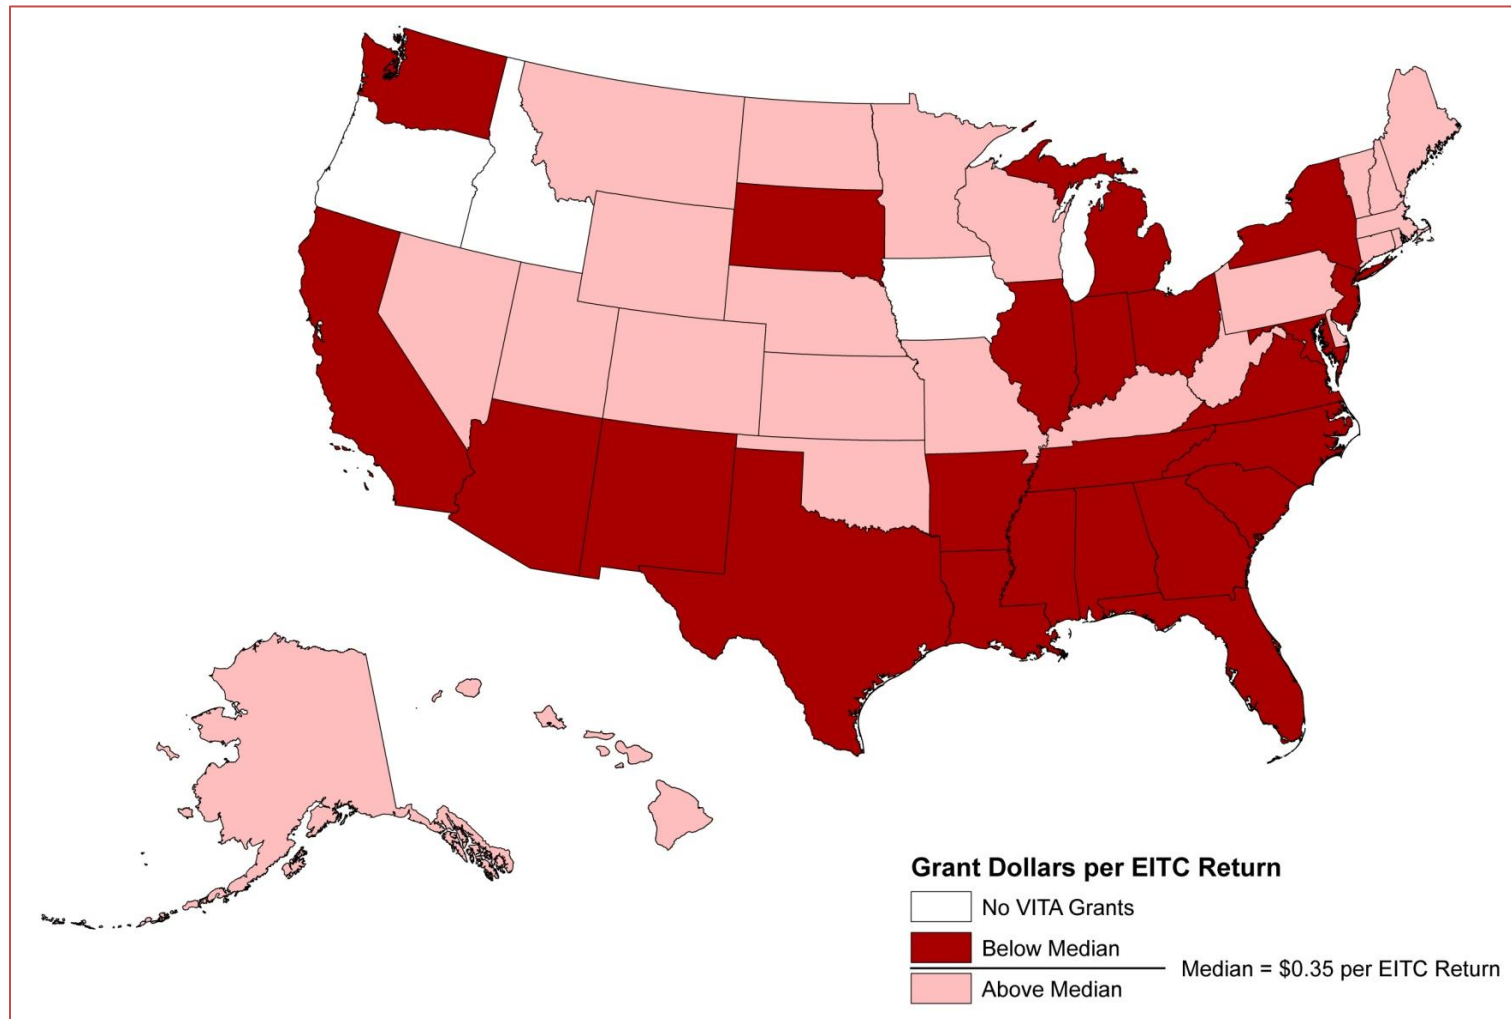 Grant Dollars per EITC Return
No VITA Grants
Below Median
Median = $0.35 per EITC Return
Above Median